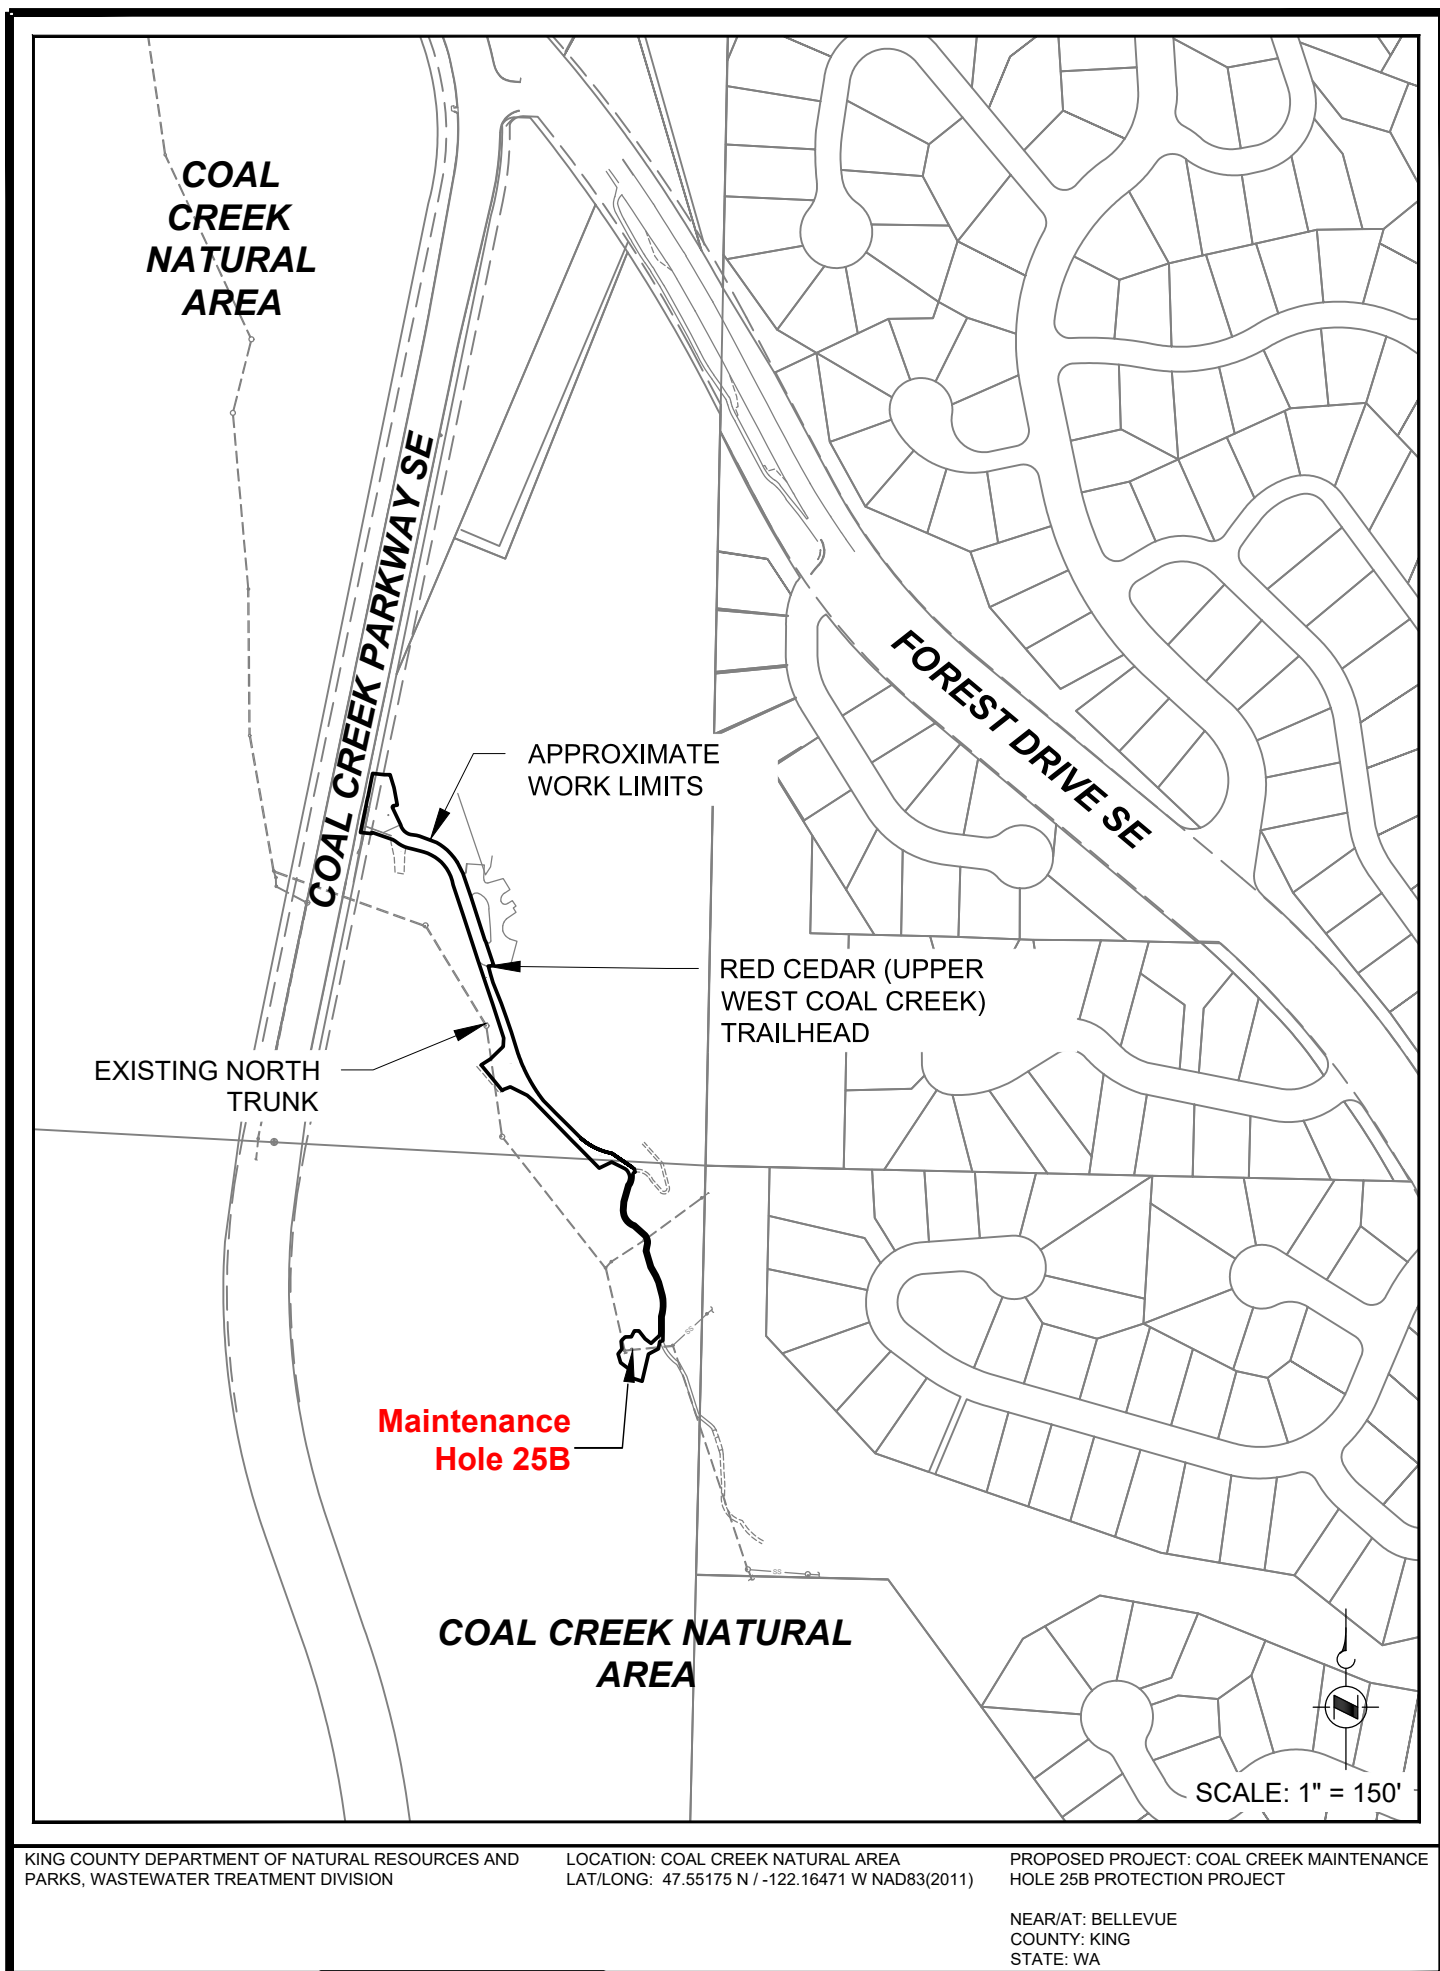 COAL
CREEK
NATURAL
AREA
COAL CREEK PARKWAY SE
FOREST DRIVE SE
APPROXIMATE
WORK LIMITS
RED CEDAR (UPPER
WEST COAL CREEK)
TRAILHEAD
EXISTING NORTH
TRUNK
SS
Maintenance
Hole 25B
SS
COAL CREEK NATURAL
AREA
N
SCALE: 1" = 150'
KING COUNTY DEPARTMENT OF NATURAL RESOURCES AND
PARKS, WASTEWATER TREATMENT DIVISION
LOCATION: COAL CREEK NATURAL AREA
LAT/LONG: 47.55175 N / -122.16471 W NAD83(2011)
PROPOSED PROJECT: COAL CREEK MAINTENANCE
HOLE 25B PROTECTION PROJECT
NEAR/AT: BELLEVUE
COUNTY: KING
STATE: WA